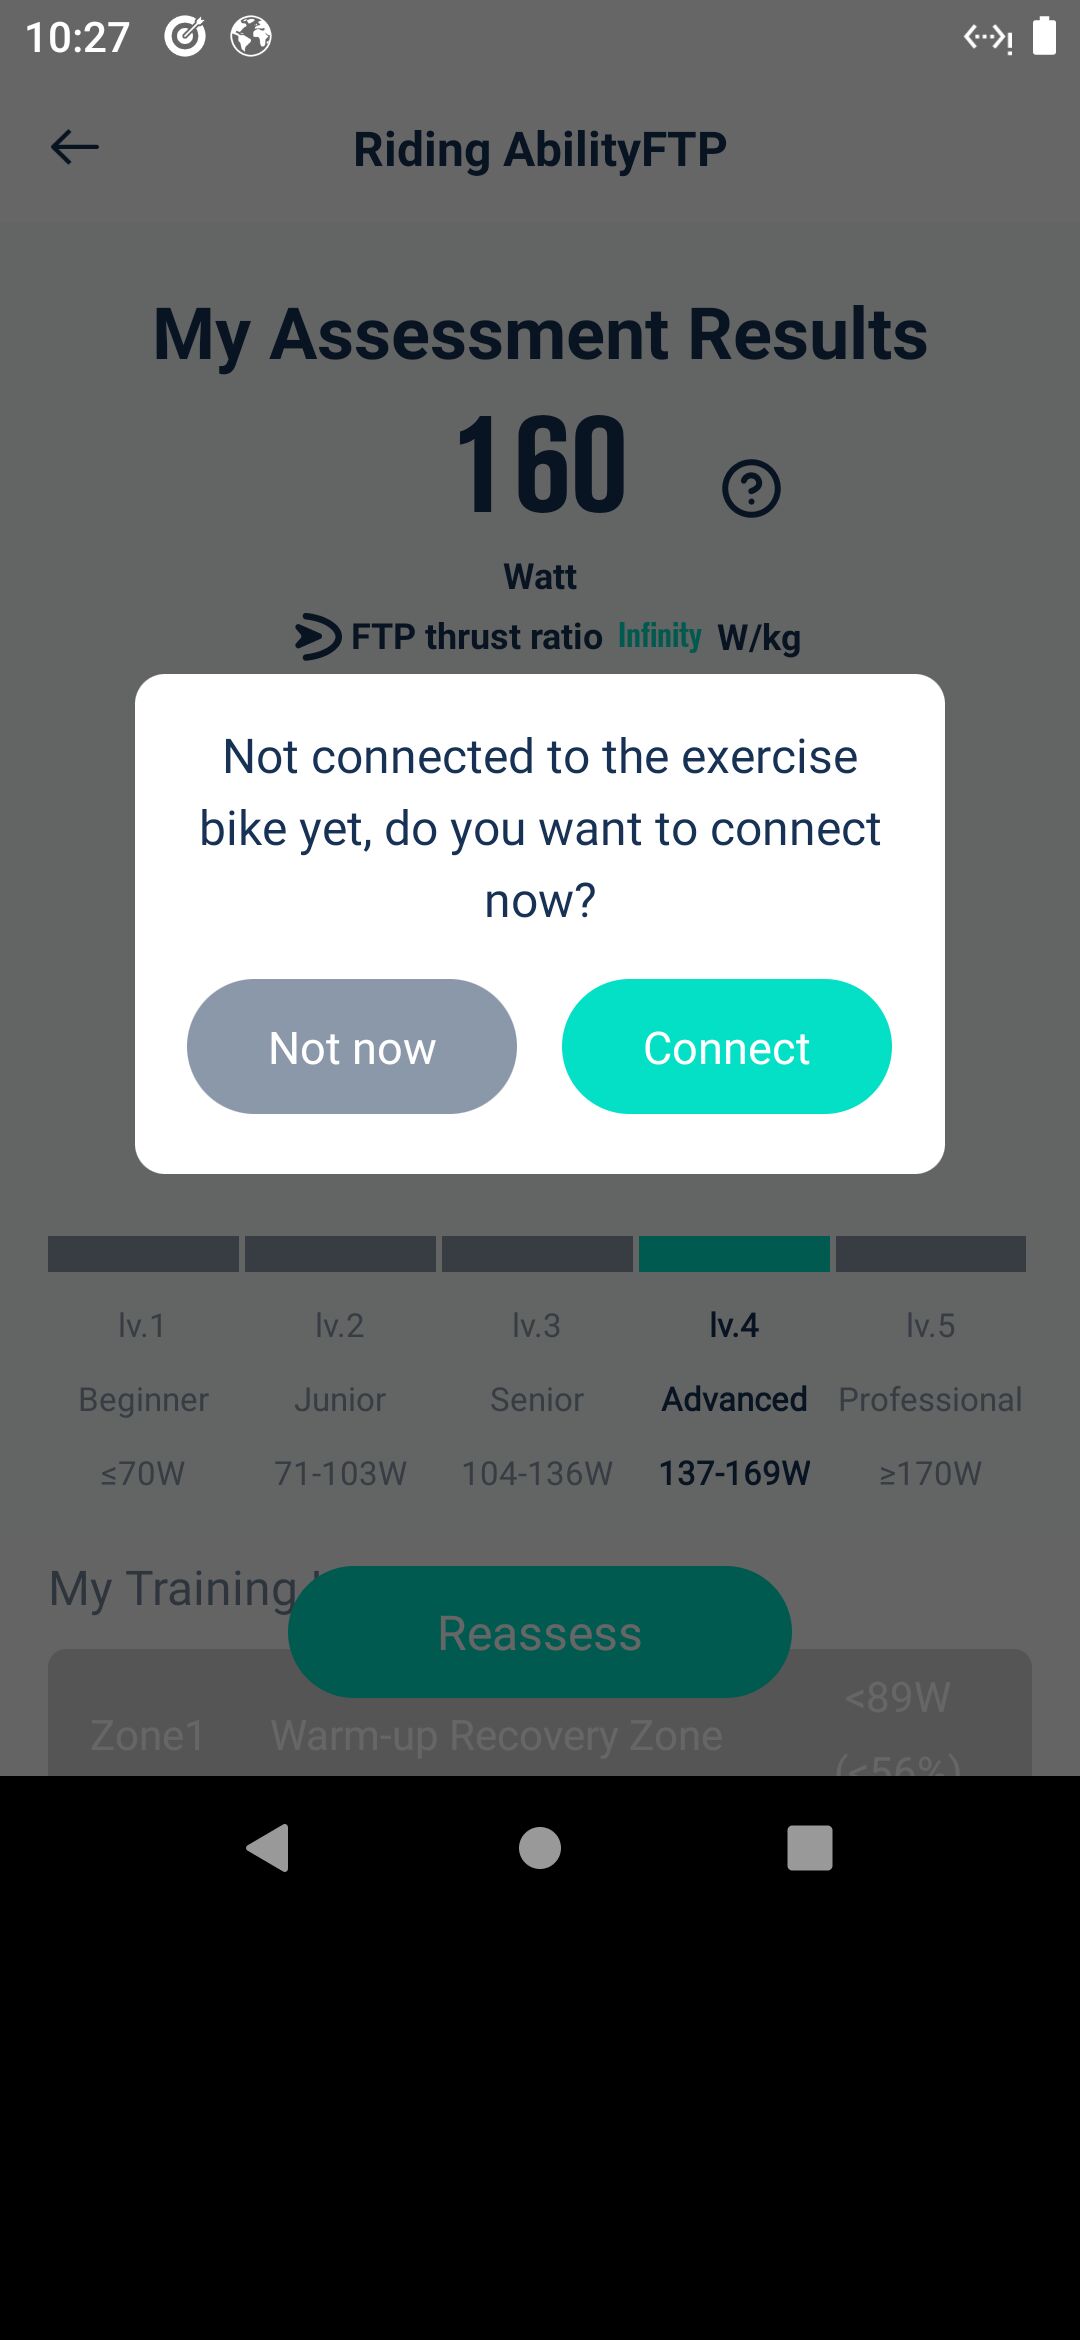 10:27
Riding AbilityFTP
My Assessment Results
160
Watt
FTP thrust ratio Infinity W/kg
Not connected to the exercise
bike yet, do you want to connect
now?
Not now Connect
lv.1 lv.2 lv.3 lv.4 lv.5
Beginner Junior Senior Advanced Professional
≤70W 71-103W 104-136W 137-169W ≥170W
My Training
Reassess
<89W
Zone1 Warm-up Recovery Zone
(<56%)